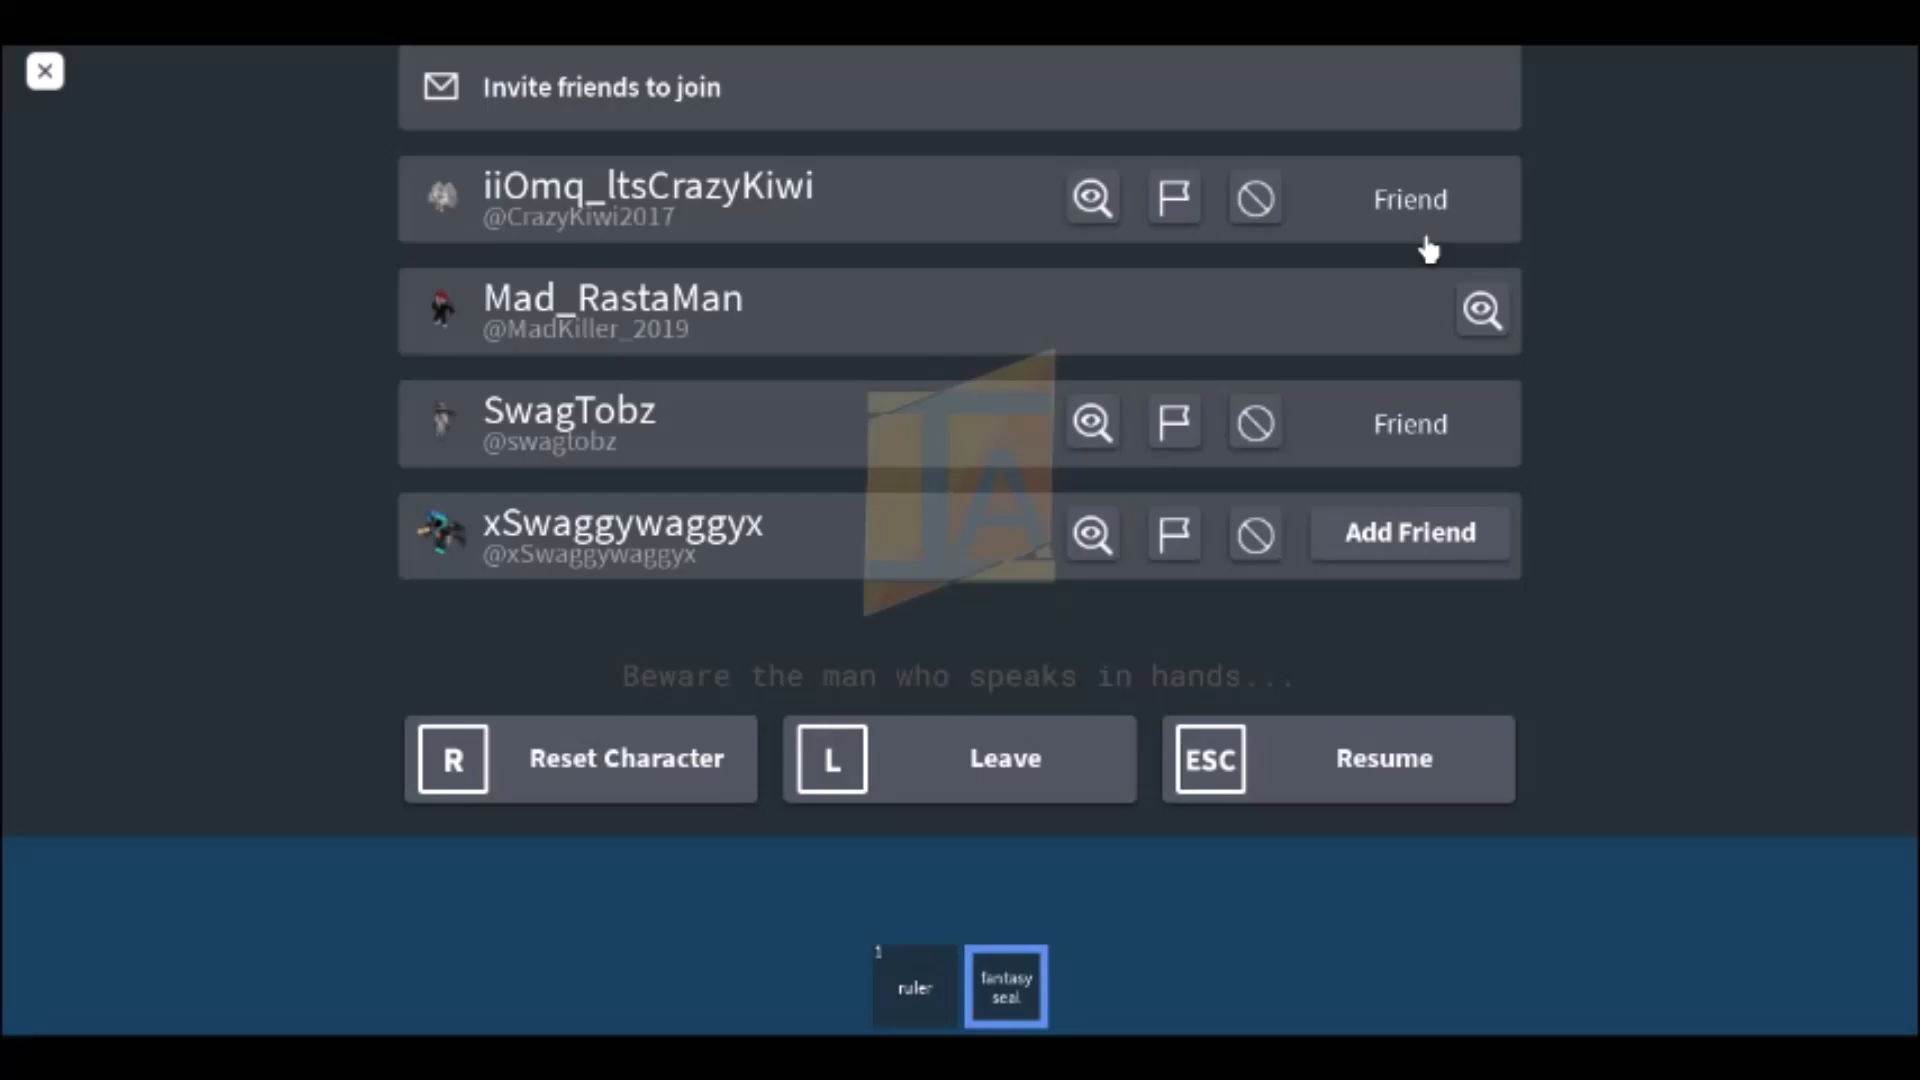 Invite friends to join
iiOmq_ltsCrazyKiwi
@CrazyKiwi2017
Friend
Mad_RastaMan
@MadKiller_2019
SwagTobz
@swagtobz
Friend
IA
xSwaggywaggyx
@xSwaggywaggyx
Add Friend
Beware the man who speaks in hands...
R Reset Character
L Leave
ESC Resume
1
ruler
fantasy
seal